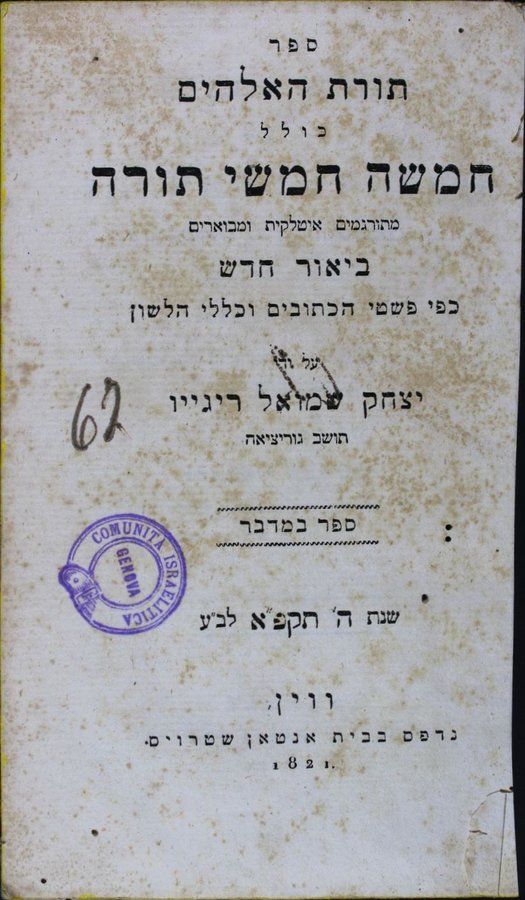 ספר
תורת האלהים
כולל
חמשה חמשי תורה
מתורגמים איטלקית ומבוארים
ביאור חדש
כפי פשטי הכתובים וכללי הלשון
על ידי
יצחק שמואל ריגייו
תושב גוריציאה
62
ספר במדבר
COMUNITÀ ISRAELITICA
GENOVA
שנת ה' תקפ"א לב"ע
ווין,
נדפס בבית אנטאן שטרויס.
1821.